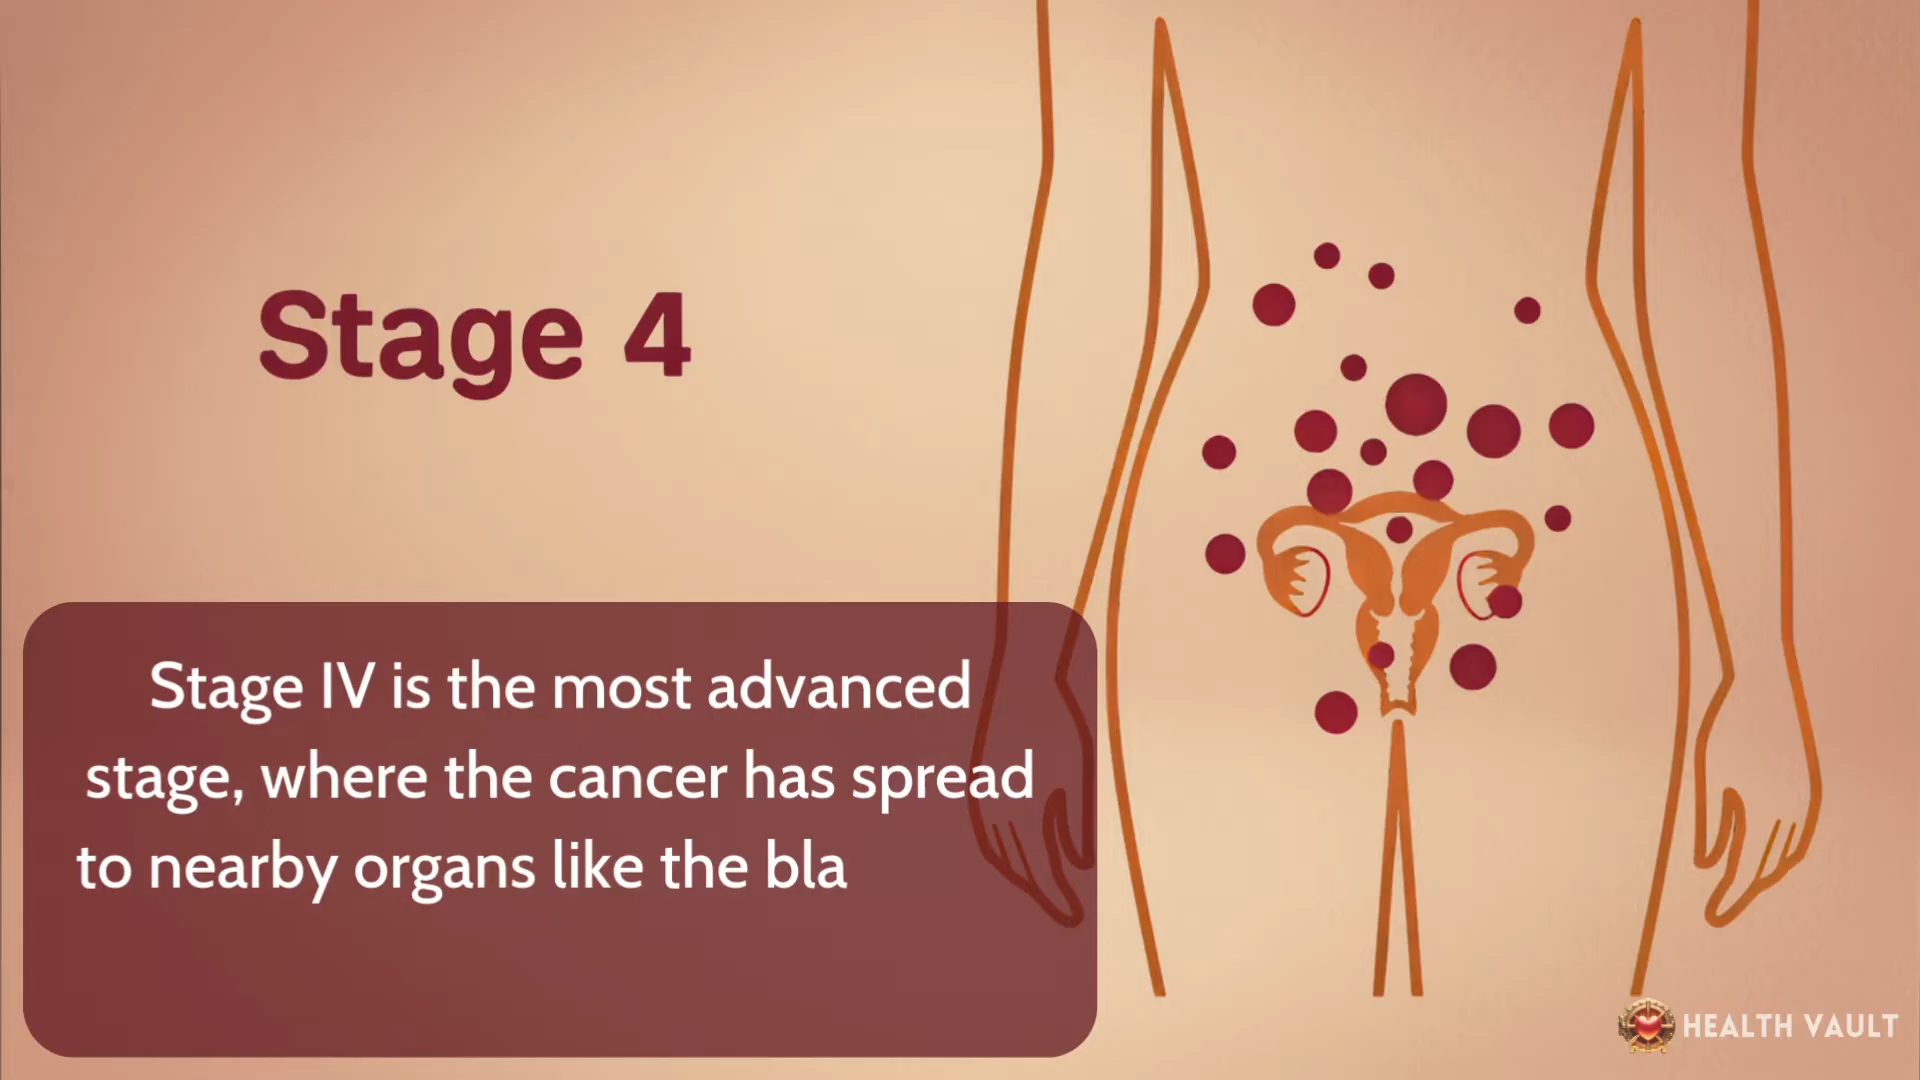 Stage 4
Stage IV is the most advanced
stage, where the cancer has spread
to nearby organs like the bla
HEALTH VAULT